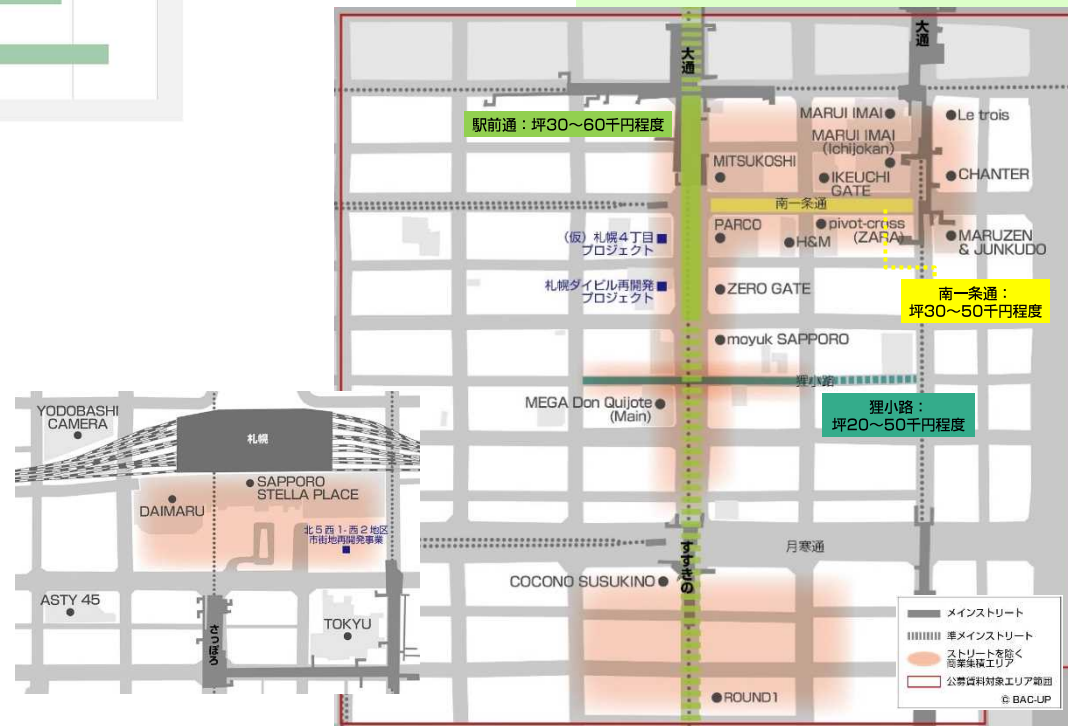 大通
大通
駅前通：坪30～60千円程度
MARUI IMAI
Le trois
MARUI IMAI
(Ichijokan)
MITSUKOSHI
IKEUCHI
GATE
CHANTER
南一条通
PARCO
pivot-cross
(ZARA)
H&M
MARUZEN
& JUNKUDO
（仮）札幌4丁目
プロジェクト
札幌ダイビル再開発
プロジェクト
ZERO GATE
南一条通：
坪30～50千円程度
moyuk SAPPORO
狸小路
MEGA Don Quijote
(Main)
狸小路：
坪20～50千円程度
月寒通
すすきの
COCONO SUSUKINO
ROUND1
メインストリート
準メインストリート
ストリートを除く
商業集積エリア
公募賃料対象エリア範囲
© BAC-UP
YODOBASHI
CAMERA
札幌
SAPPORO
STELLA PLACE
DAIMARU
北5西1-西2地区
市街地再開発事業
ASTY 45
さっぽろ
TOKYU